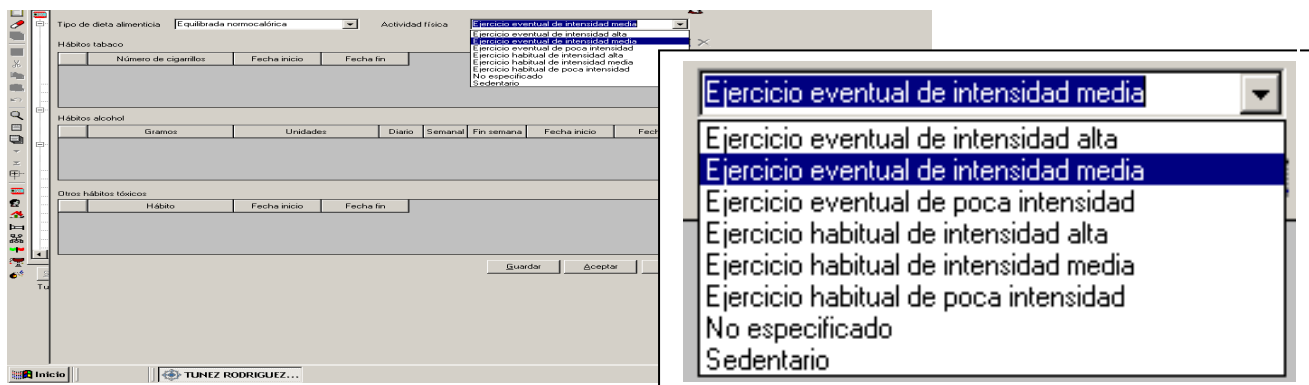 Tipo de dieta alimenticia Equilibrada normocalórica Actividad física Ejercicio eventual de intensidad media
Ejercicio eventual de intensidad alta
Ejercicio eventual de intensidad media
Ejercicio eventual de poca intensidad
Ejercicio habitual de intensidad alta
Ejercicio habitual de intensidad media
Ejercicio habitual de poca intensidad
No especificado
Sedentario
Hábitos tabaco
Número de cigarrillos Fecha inicio Fecha fin
Hábitos alcohol
Gramos Unidades Diario Semanal Fin semana Fecha inicio Fech
Otros hábitos tóxicos
Hábito Fecha inicio Fecha fin
Guardar Aceptar
Tu
Inicio TUNEZ RODRIGUEZ...
Ejercicio eventual de intensidad media
Ejercicio eventual de intensidad alta
Ejercicio eventual de intensidad media
Ejercicio eventual de poca intensidad
Ejercicio habitual de intensidad alta
Ejercicio habitual de intensidad media
Ejercicio habitual de poca intensidad
No especificado
Sedentario